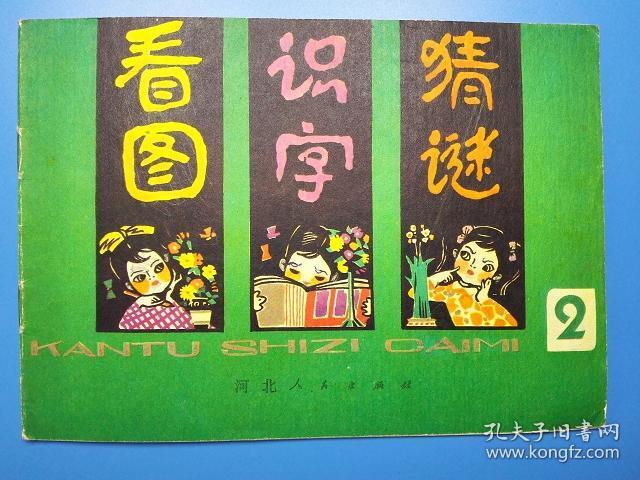 看图
识字
猜谜
KANTU SHIZI CAIMI
2
河北人民出版社
孔夫子旧书网
www.kongfz.com